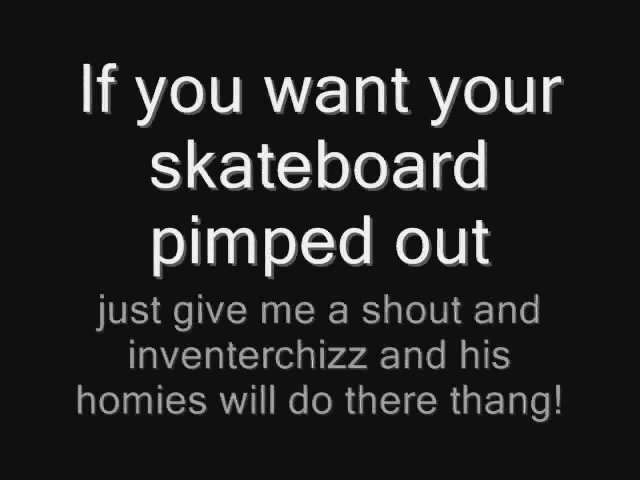 If you want your
skateboard
pimped out
just give me a shout and
inventerchizz and his
homies will do there thang!